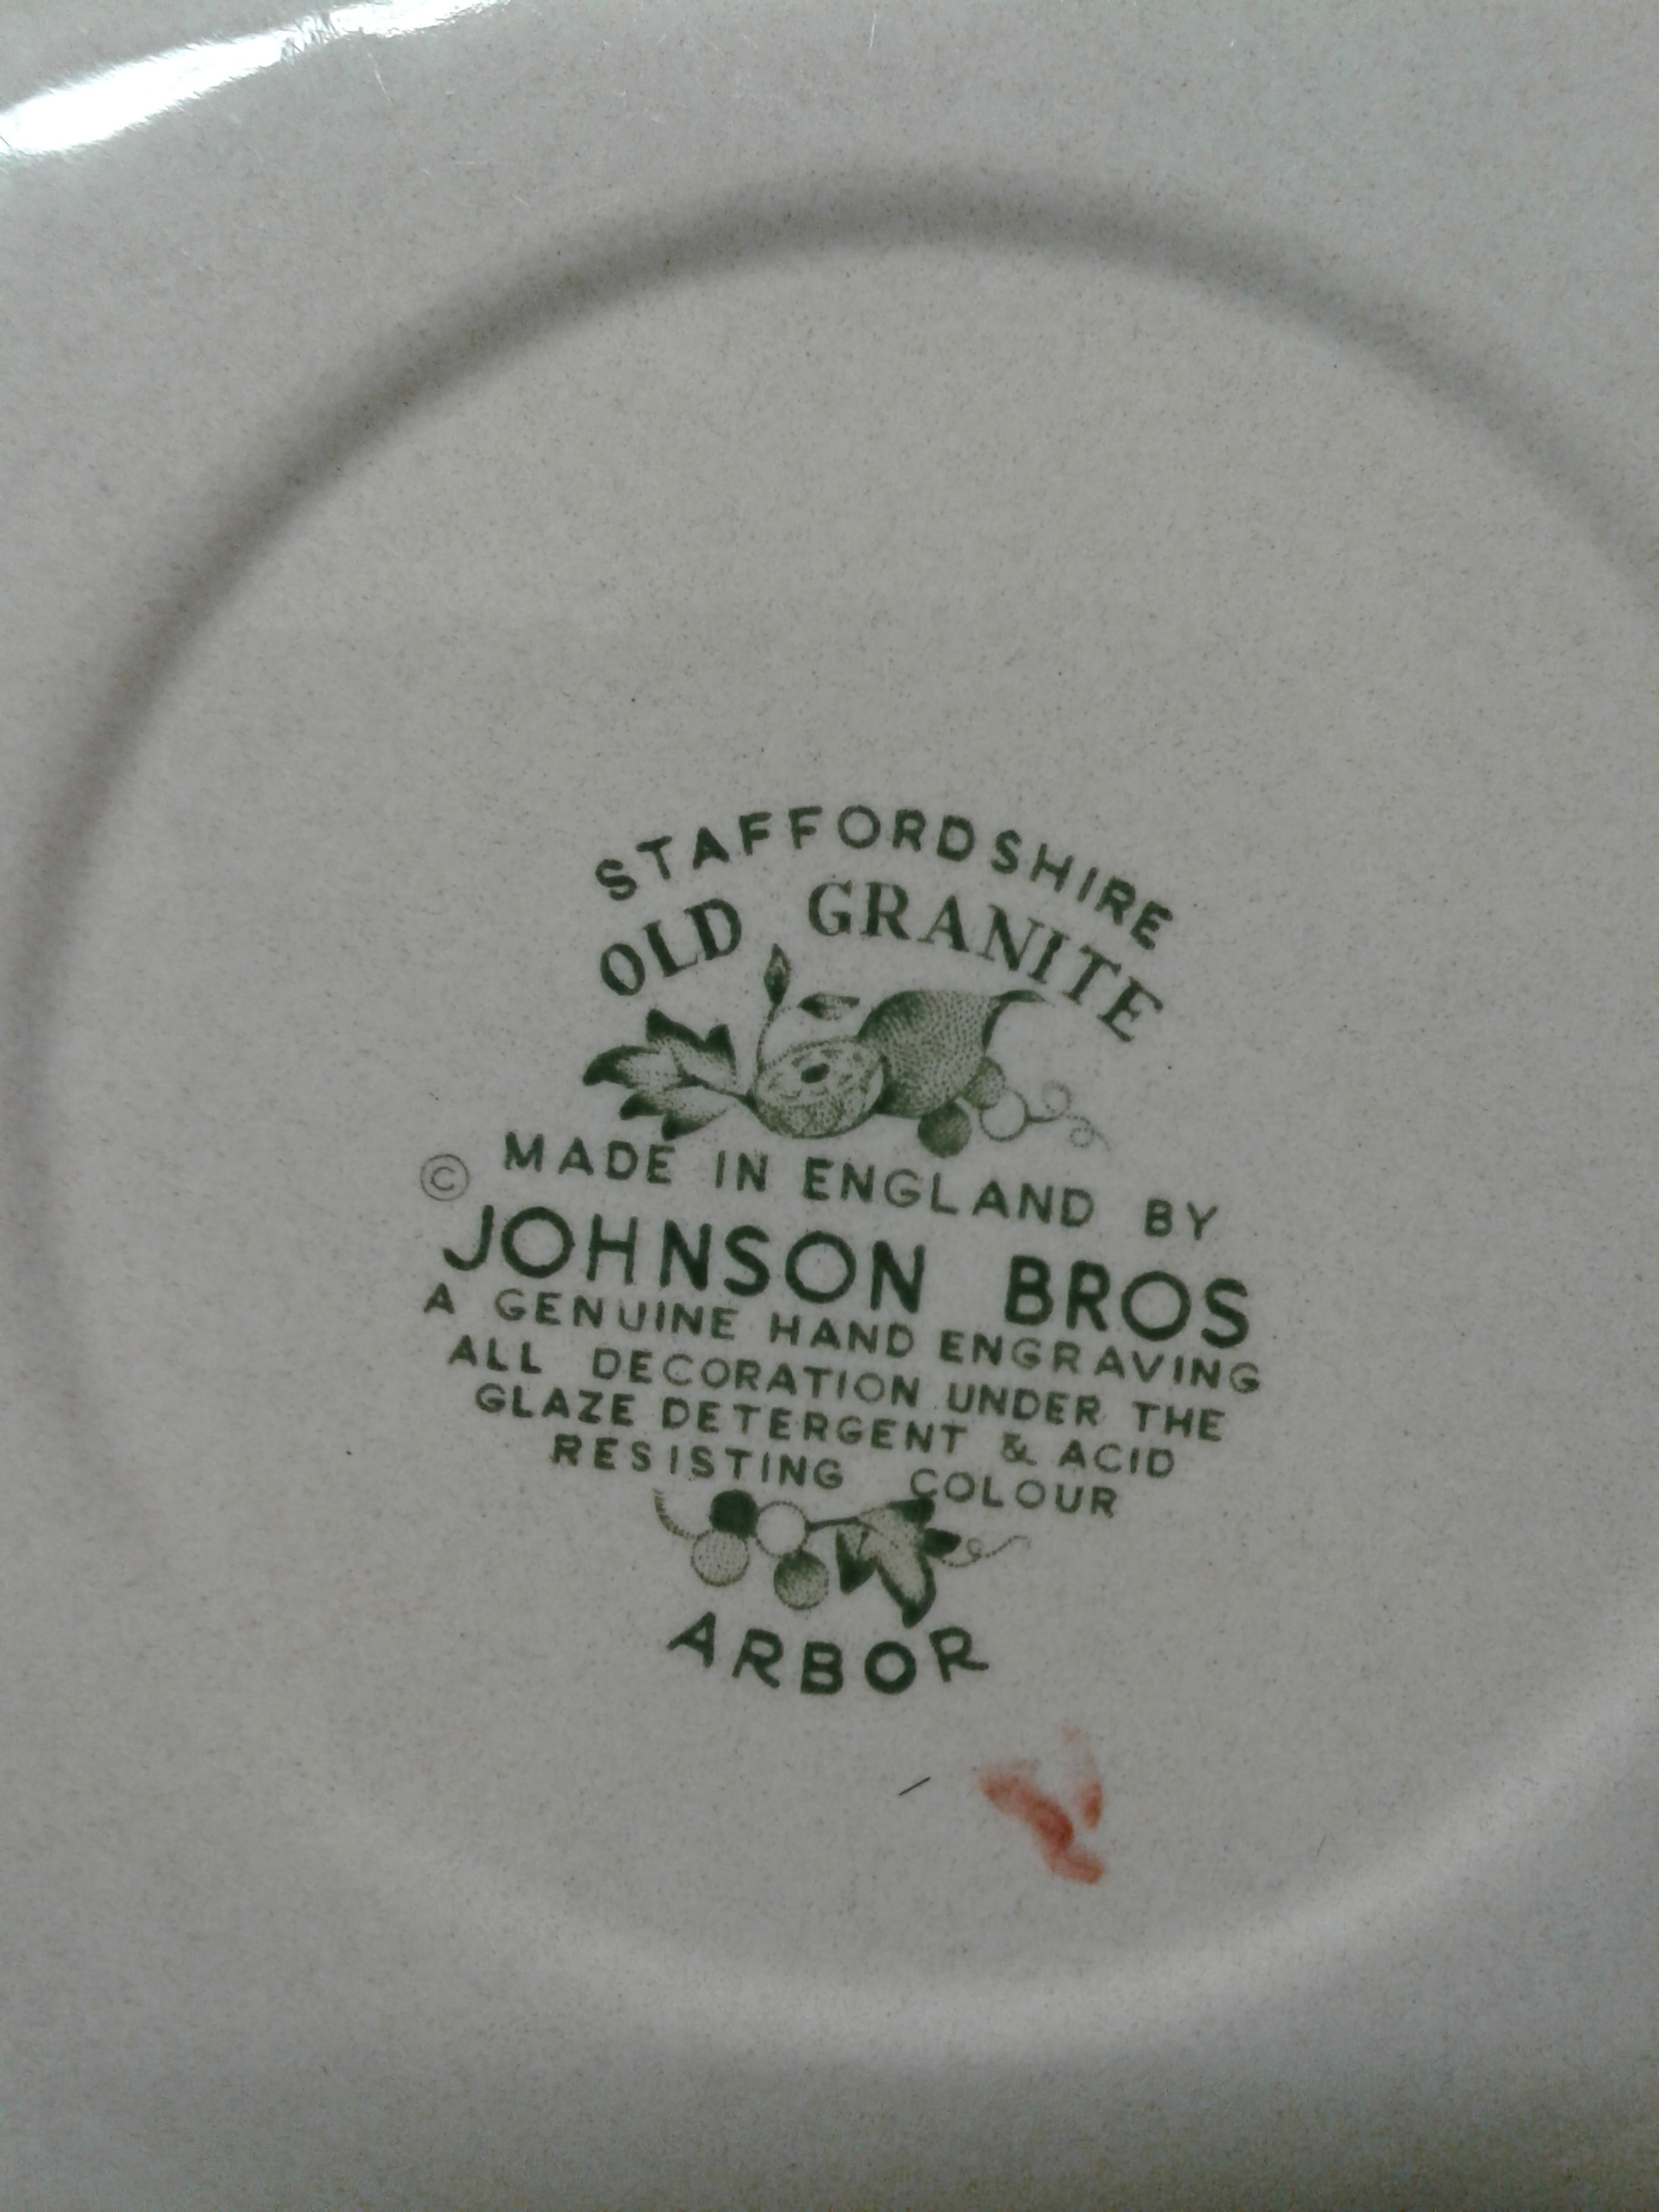 STAFFORDSHIRE
OLD GRANITE
© MADE IN ENGLAND BY
JOHNSON BROS
A GENUINE HAND ENGRAVING
ALL DECORATION UNDER THE
GLAZE DETERGENT & ACID
RESISTING COLOUR
ARBOR